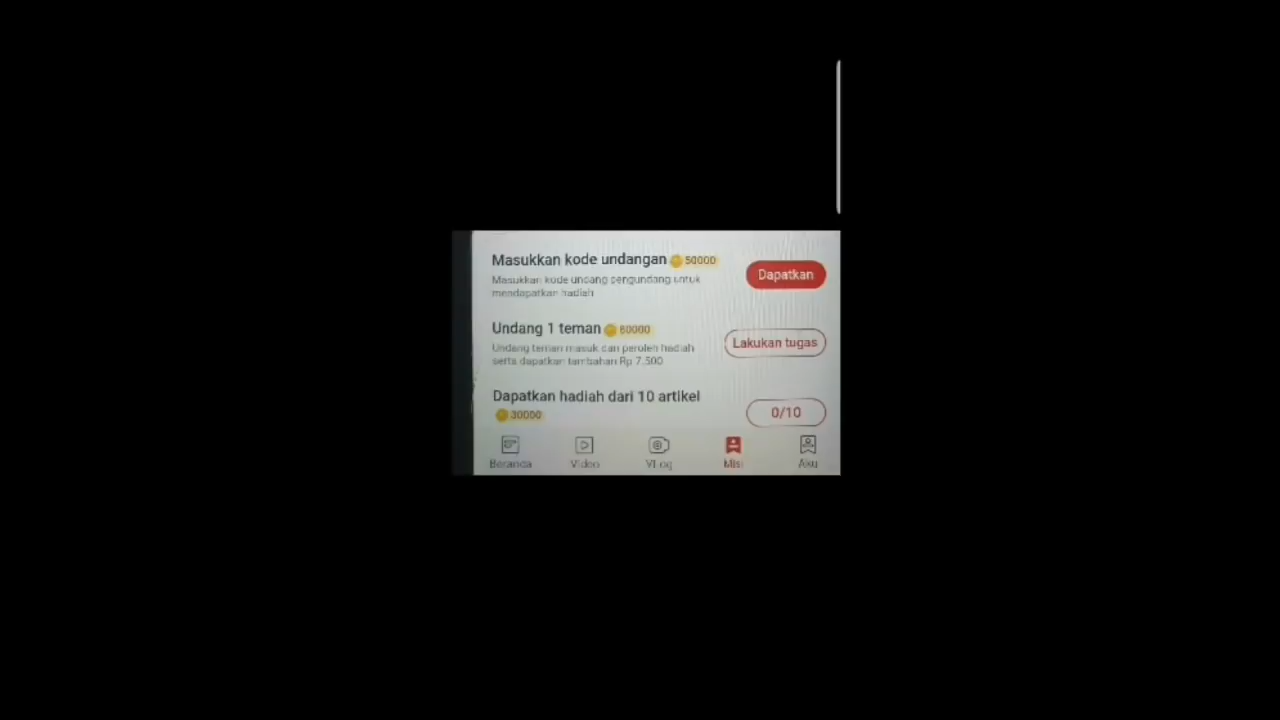 Masukkan kode undangan 50000
Dapatkan
Masukkan kode undang pengundang untuk
mendapatkan hadiah
Undang 1 teman 60000
Lakukan tugas
Undang teman masuk dan peroleh hadiah
serta dapatkan tambahan Rp 7.500
Dapatkan hadiah dari 10 artikel
30000
0/10
Beranda Video VLog Misi Aku